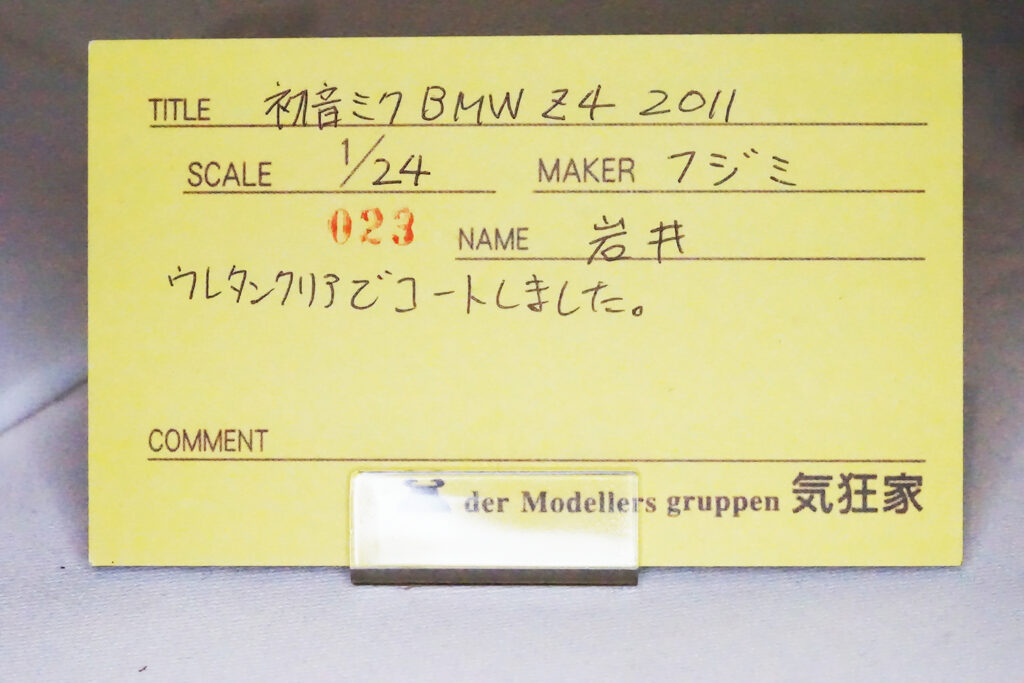 TITLE 初音ミク BMW Z4 2011
SCALE 1/24 MAKER フジミ
023 NAME 岩井
ウレタンクリアでコートしました。
COMMENT
der Modellers gruppen 気狂家